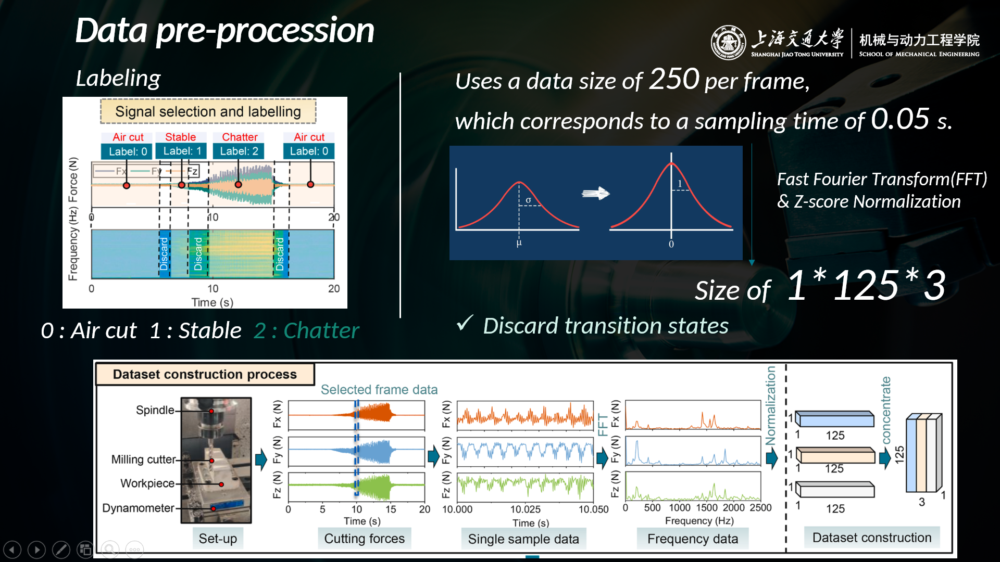 Data pre-procession
上海交通大学
SHANGHAI JIAO TONG UNIVERSITY
机械与动力工程学院
SCHOOL OF MECHANICAL ENGINEERING
Labeling
Signal selection and labelling
Air cut
Stable
Chatter
Air cut
Label: 0
Label: 1
Label: 2
Label: 0
Fx
Fy
Fz
Force (N)
0
10
20
Frequency (Hz)
Discard
Discard
Discard
0
10
20
Time (s)
0 : Air cut 1 : Stable 2 : Chatter
Uses a data size of 250 per frame,
which corresponds to a sampling time of 0.05 s.
σ
μ
1
0
Fast Fourier Transform(FFT)
& Z-score Normalization
Size of 1*125*3
✓ Discard transition states
Dataset construction process
Spindle
Milling cutter
Workpiece
Dynamometer
Set-up
Selected frame data
Fx (N)
Fy (N)
Fz (N)
0 5 10 15 20
Time (s)
Cutting forces
Fx (N)
Fy (N)
Fz (N)
10.000 10.025 10.050
Time (s)
Single sample data
FFT
Fx (N)
Fy (N)
Fz (N)
0 500 1000 1500 2000 2500
Frequency (Hz)
Frequency data
Normalization
1
1
125
1
1
125
1
1
125
concentrate
125
3
1
Dataset construction